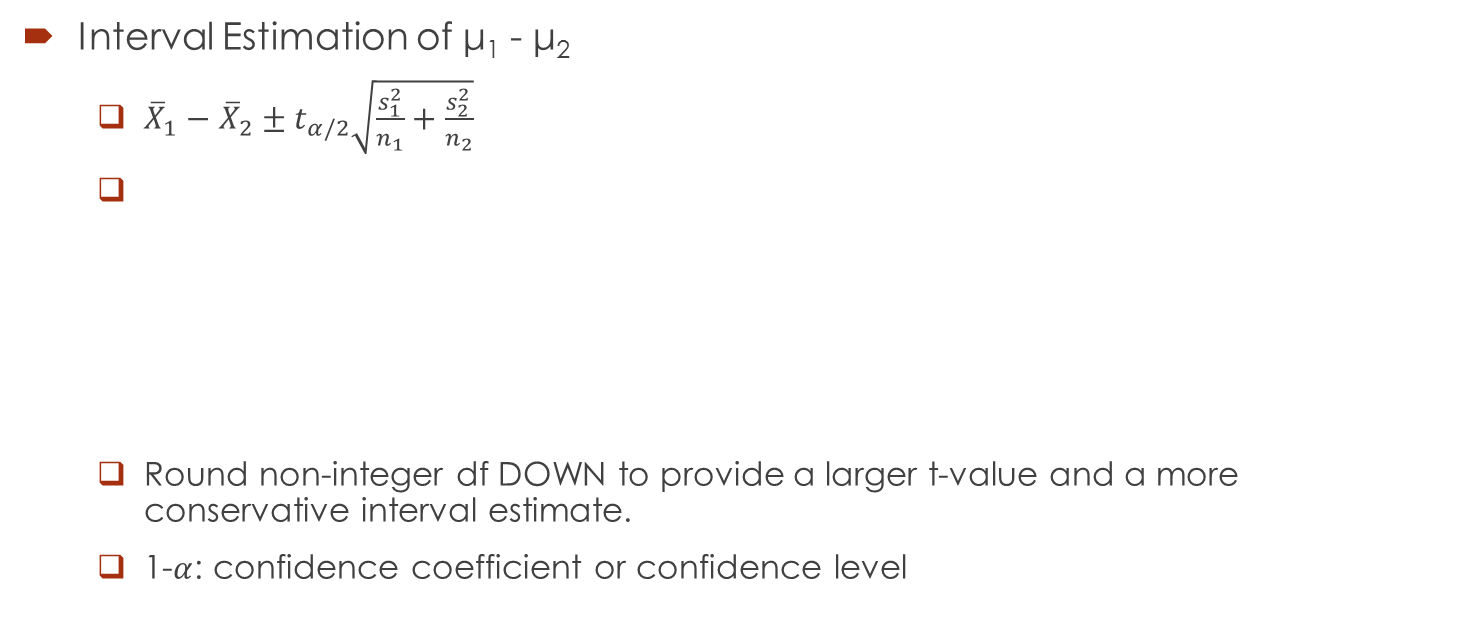 Interval Estimation of μ₁ - μ₂
X̄₁ − X̄₂ ± t_{α/2}√(s₁²/n₁ + s₂²/n₂)
Round non-integer df DOWN to provide a larger t-value and a more
conservative interval estimate.
1-α: confidence coefficient or confidence level